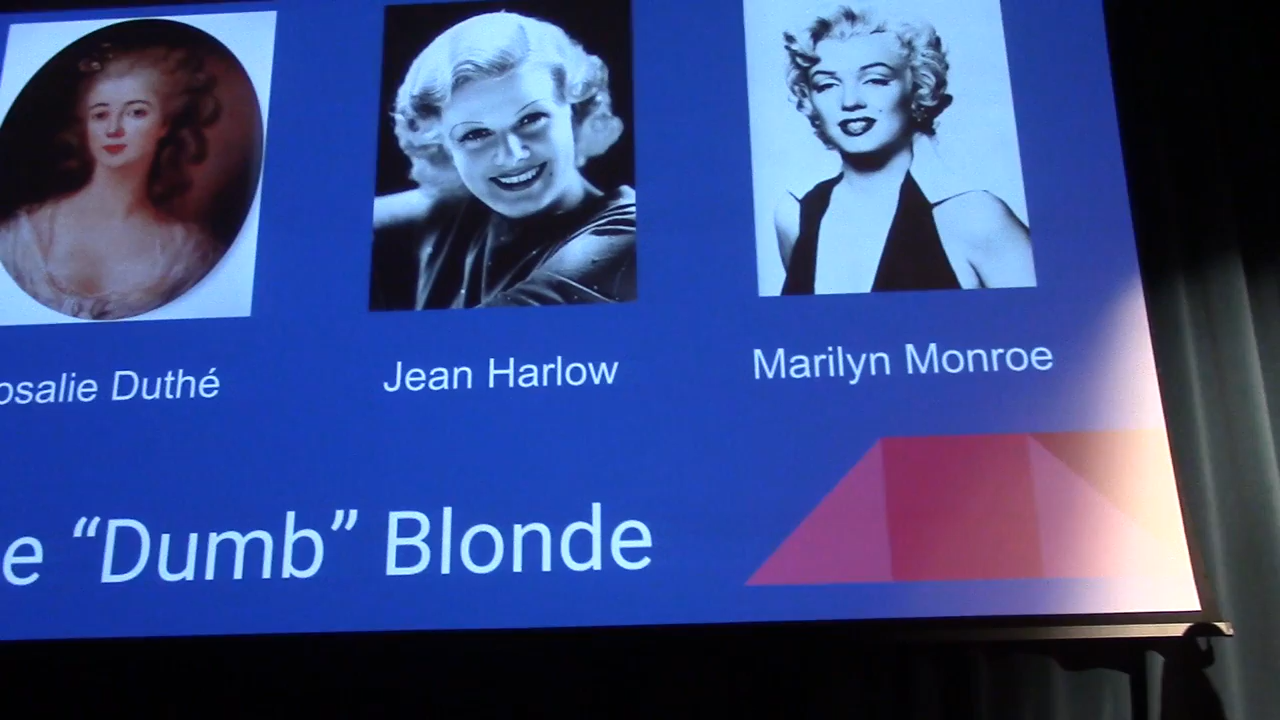 osalie Duthé
Jean Harlow
Marilyn Monroe
e “Dumb” Blonde